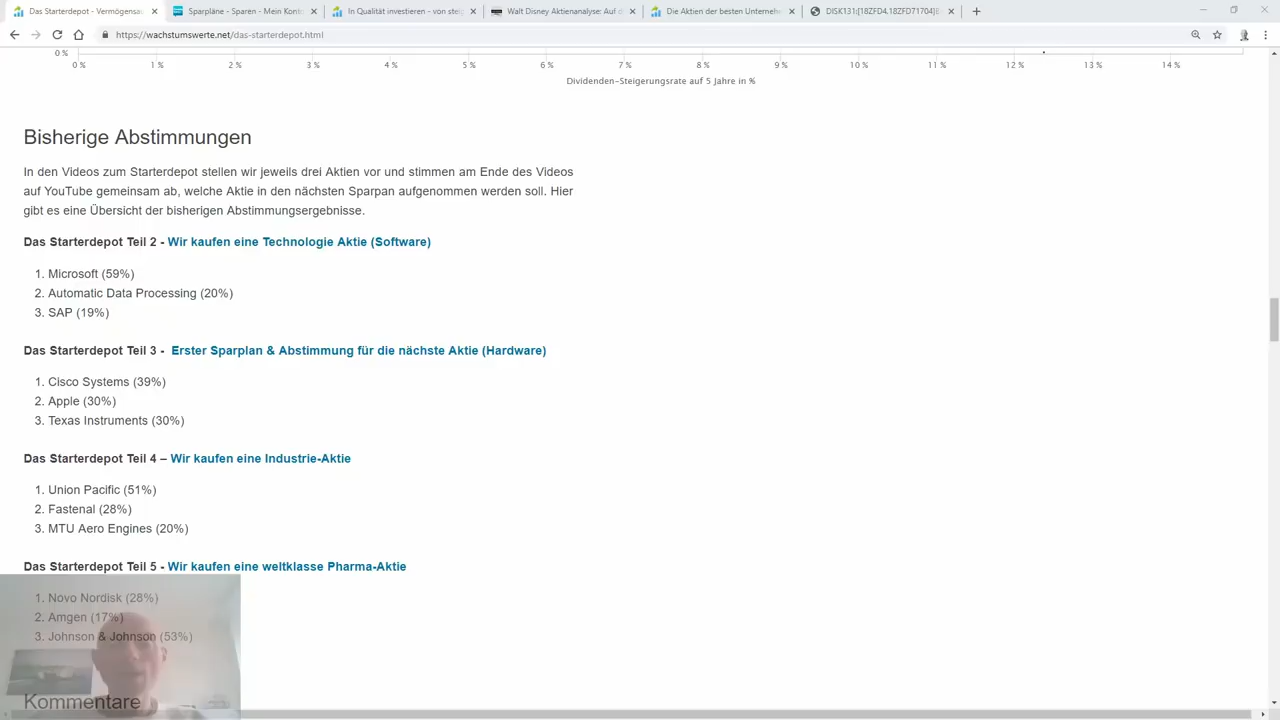 Das Starterdepot - Vermögensau
Sparpläne - Sparen - Mein Kont
In Qualität investieren - von steig
Walt Disney Aktienanalyse: Auf d
Die Aktien der besten Unternehm
DISK131:[18ZFD4.18ZFD71704]E
https://wachstumswerte.net/das-starterdepot.html
0 %
0 % 1 % 2 % 3 % 4 % 5 % 6 % 7 % 8 % 9 % 10 % 11 % 12 % 13 % 14 %
Dividenden-Steigerungsrate auf 5 Jahre in %
Bisherige Abstimmungen
In den Videos zum Starterdepot stellen wir jeweils drei Aktien vor und stimmen am Ende des Videos
auf YouTube gemeinsam ab, welche Aktie in den nächsten Sparpan aufgenommen werden soll. Hier
gibt es eine Übersicht der bisherigen Abstimmungsergebnisse.
Das Starterdepot Teil 2 - Wir kaufen eine Technologie Aktie (Software)
1. Microsoft (59%)
2. Automatic Data Processing (20%)
3. SAP (19%)
Das Starterdepot Teil 3 - Erster Sparplan & Abstimmung für die nächste Aktie (Hardware)
1. Cisco Systems (39%)
2. Apple (30%)
3. Texas Instruments (30%)
Das Starterdepot Teil 4 – Wir kaufen eine Industrie-Aktie
1. Union Pacific (51%)
2. Fastenal (28%)
3. MTU Aero Engines (20%)
Das Starterdepot Teil 5 - Wir kaufen eine weltklasse Pharma-Aktie
1. Novo Nordisk (28%)
2. Amgen (17%)
3. Johnson & Johnson (53%)
Kommentare